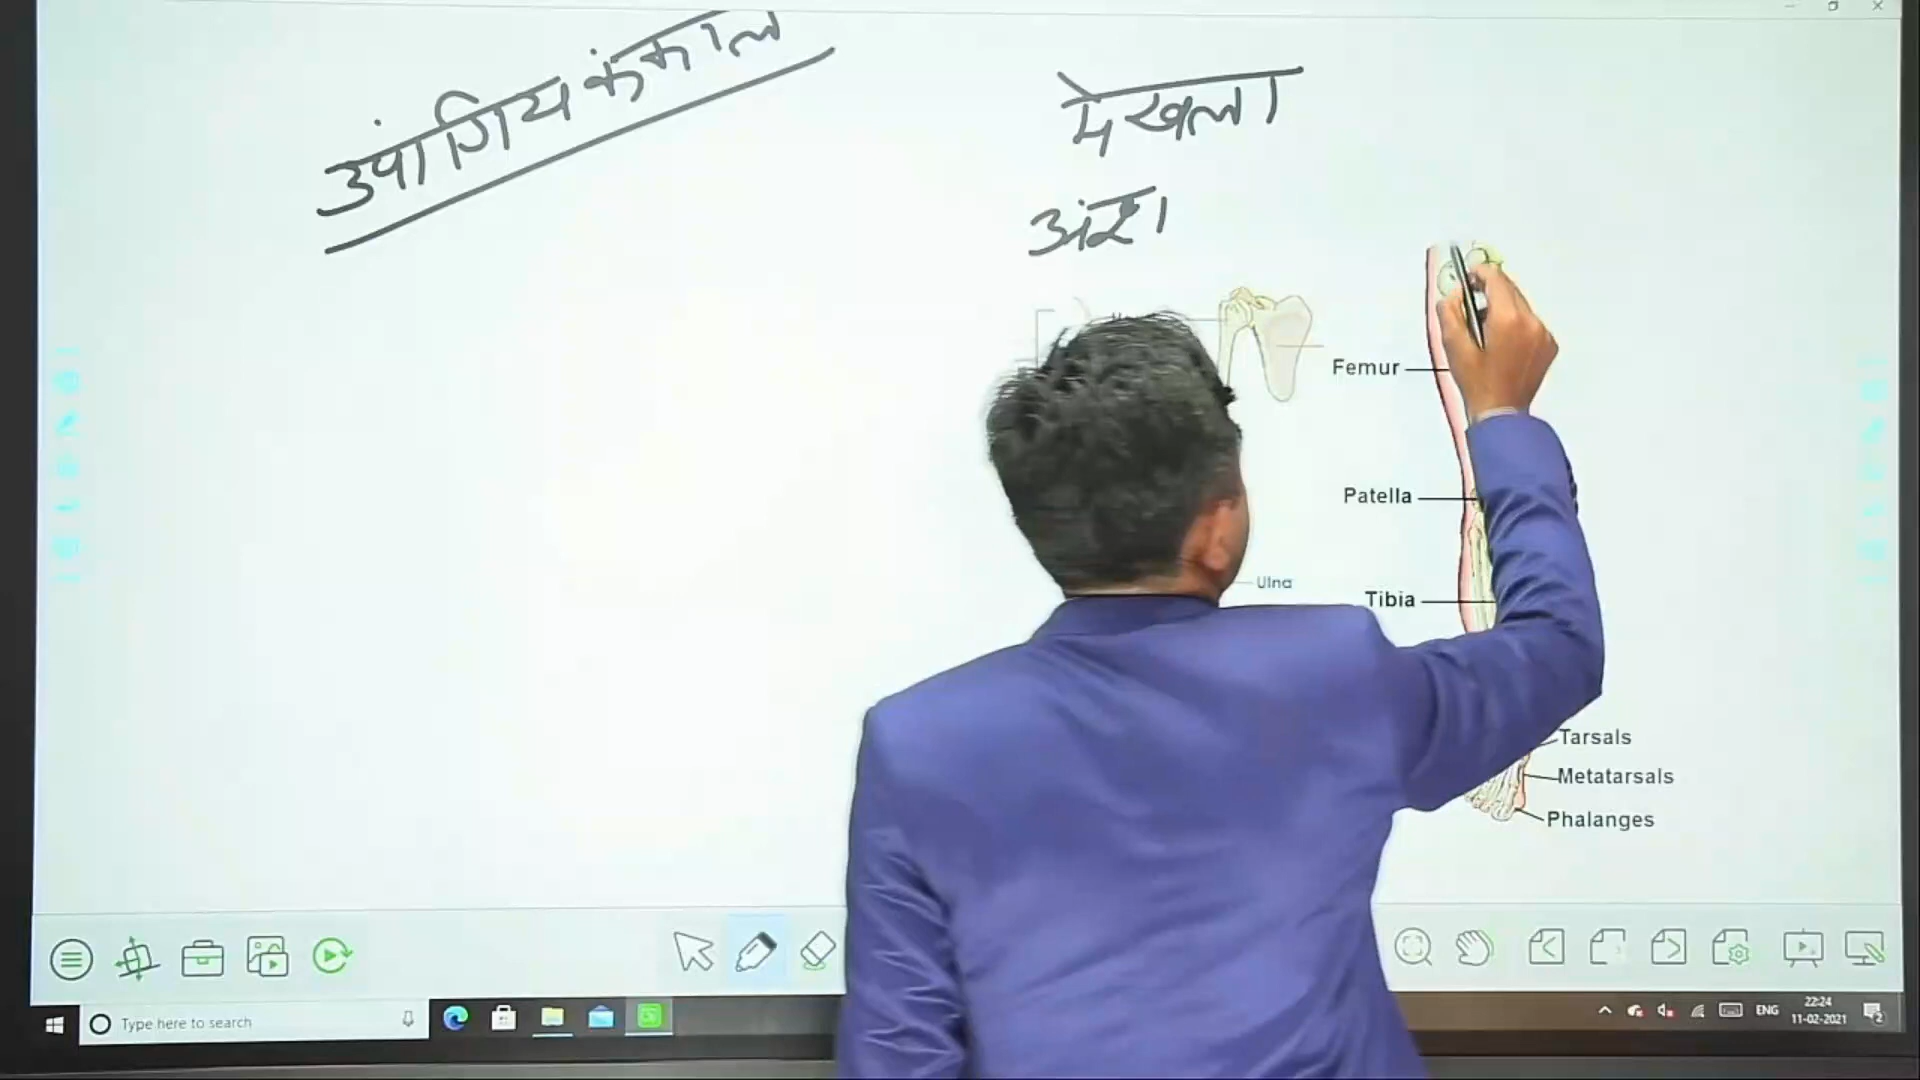 उपांगिय कंकाल
मेखला
अंश
Femur
Patella
Ulna
Tibia
Tarsals
Metatarsals
Phalanges
Type here to search
ENG
22:24
11-02-2021
2